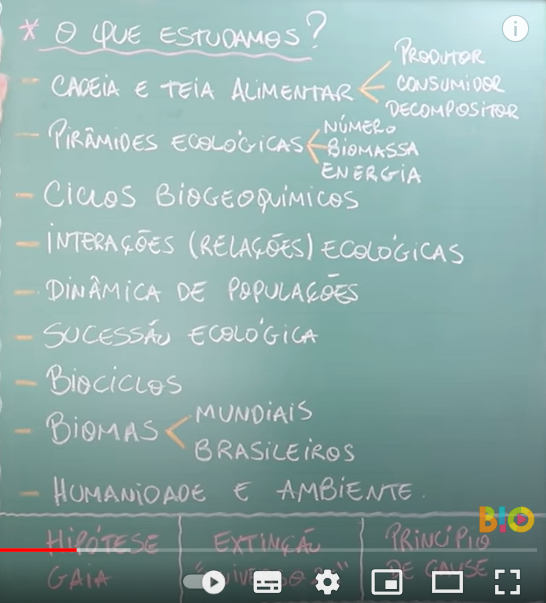 * O QUE ESTUDAMOS?
- CADEIA E TEIA ALIMENTAR < PRODUTOR
CONSUMIDOR
DECOMPOSITOR
- PIRÂMIDES ECOLÓGICAS < NÚMERO
BIOMASSA
ENERGIA
- CICLOS BIOGEOQUÍMICOS
- INTERAÇÕES (RELAÇÕES) ECOLÓGICAS
- DINÂMICA DE POPULAÇÕES
- SUCESSÃO ECOLÓGICA
- BIOCICLOS
- BIOMAS < MUNDIAIS
BRASILEIROS
- HUMANIDADE E AMBIENTE.
BIO
HIPÓTESE
GAIA
EXTINÇÃO
PRINCÍPIO
DE GAUSE